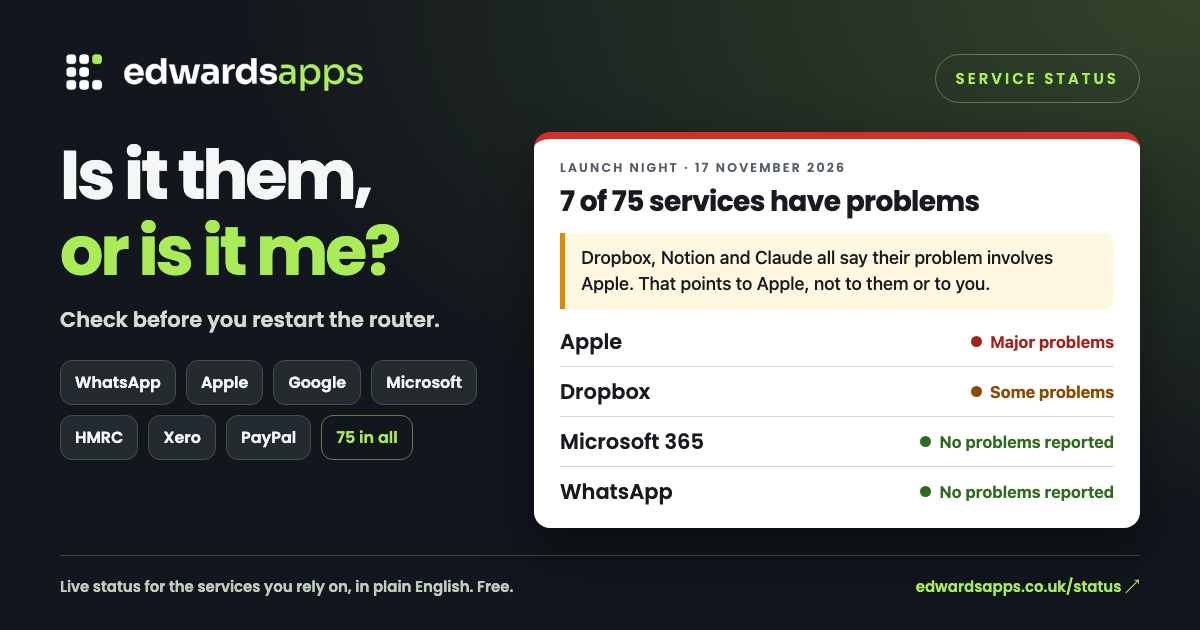 edwardsapps
SERVICE STATUS
Is it them,
or is it me?
Check before you restart the router.
WhatsApp
Apple
Google
Microsoft
HMRC
Xero
PayPal
75 in all
LAUNCH NIGHT · 17 NOVEMBER 2026
7 of 75 services have problems
Dropbox, Notion and Claude all say their problem involves
Apple. That points to Apple, not to them or to you.
Apple
Major problems
Dropbox
Some problems
Microsoft 365
No problems reported
WhatsApp
No problems reported
Live status for the services you rely on, in plain English. Free.
edwardsapps.co.uk/status ↗